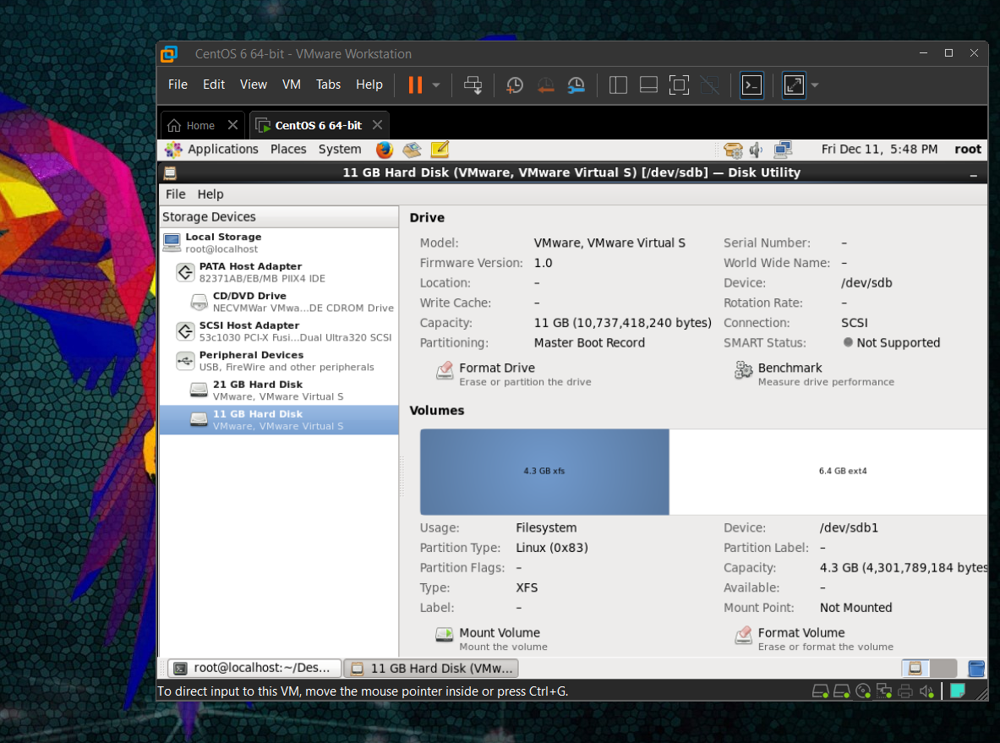 CentOS 6 64-bit - VMware Workstation
File Edit View VM Tabs Help
Home CentOS 6 64-bit
Applications Places System Fri Dec 11, 5:48 PM root
11 GB Hard Disk (VMware, VMware Virtual S) [/dev/sdb] — Disk Utility
File Help
Storage Devices
Local Storage
root@localhost
PATA Host Adapter
82371AB/EB/MB PIIX4 IDE
CD/DVD Drive
NECVMWar VMwa...DE CDROM Drive
SCSI Host Adapter
53c1030 PCI-X Fusi...Dual Ultra320 SCSI
Peripheral Devices
USB, FireWire and other peripherals
21 GB Hard Disk
VMware, VMware Virtual S
11 GB Hard Disk
VMware, VMware Virtual S
Drive
Model: VMware, VMware Virtual S Serial Number: –
Firmware Version: 1.0 World Wide Name: –
Location: – Device: /dev/sdb
Write Cache: – Rotation Rate: –
Capacity: 11 GB (10,737,418,240 bytes) Connection: SCSI
Partitioning: Master Boot Record SMART Status: Not Supported
Format Drive Benchmark
Erase or partition the drive Measure drive performance
Volumes
4.3 GB xfs 6.4 GB ext4
Usage: Filesystem Device: /dev/sdb1
Partition Type: Linux (0x83) Partition Label: –
Partition Flags: – Capacity: 4.3 GB (4,301,789,184 bytes
Type: XFS Available: –
Label: – Mount Point: Not Mounted
Mount Volume Format Volume
Mount the volume Erase or format the volume
root@localhost:~/Des... 11 GB Hard Disk (VMw...
To direct input to this VM, move the mouse pointer inside or press Ctrl+G.